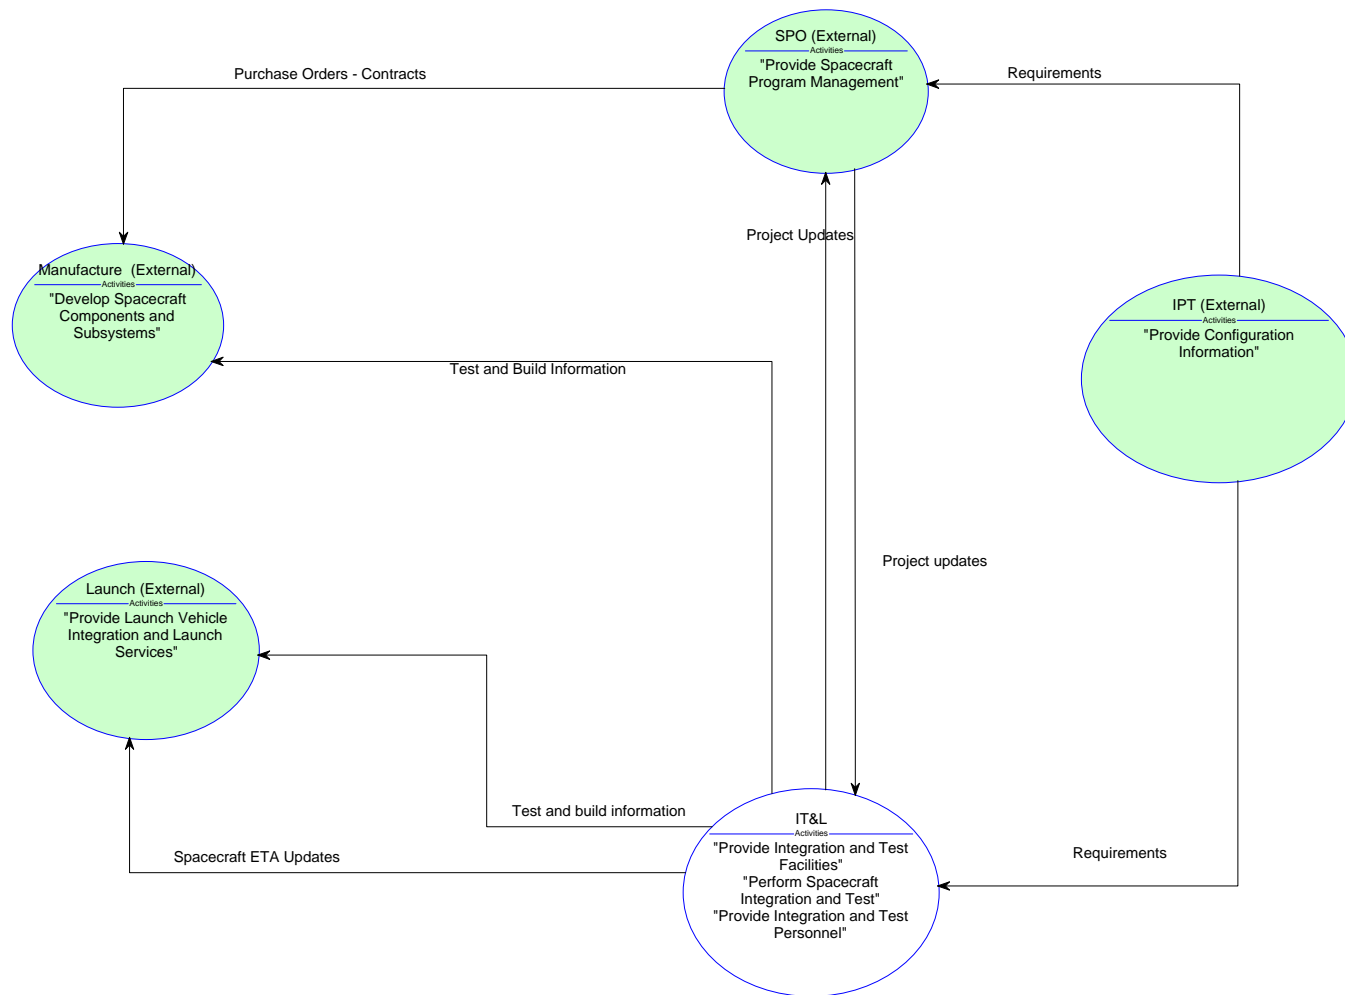 SPO (External)
Activities
"Provide Spacecraft
Program Management"
Purchase Orders - Contracts
Requirements
Project Updates
Manufacture  (External)
Activities
"Develop Spacecraft
Components and
Subsystems"
IPT (External)
Activities
"Provide Configuration
Information"
Test and Build Information
Project updates
Launch (External)
Activities
"Provide Launch Vehicle
Integration and Launch
Services"
Test and build information
Spacecraft ETA Updates
IT&L
Activities
"Provide Integration and Test
Facilities"
"Perform Spacecraft
Integration and Test"
"Provide Integration and Test
Personnel"
Requirements